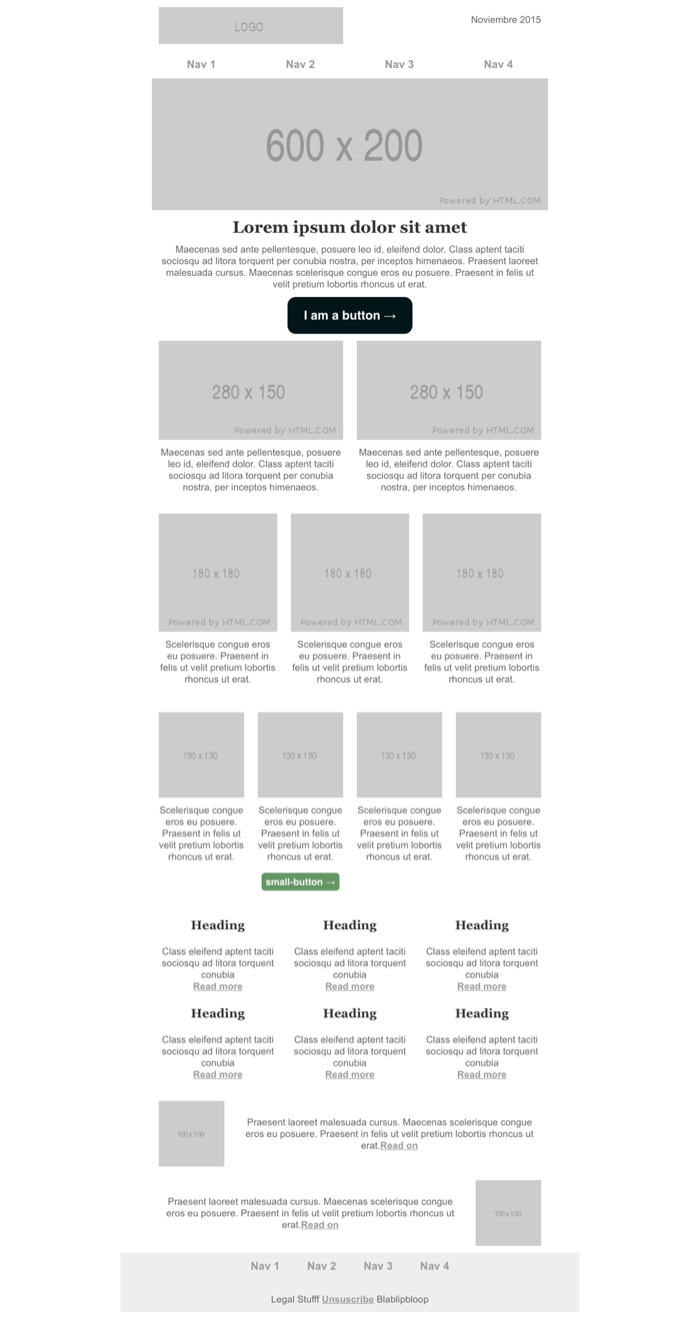 LOGO
Noviembre 2015
Nav 1 Nav 2 Nav 3 Nav 4
600 x 200
Powered by HTML.COM
Lorem ipsum dolor sit amet
Maecenas sed ante pellentesque, posuere leo id, eleifend dolor. Class aptent taciti
sociosqu ad litora torquent per conubia nostra, per inceptos himenaeos. Praesent laoreet
malesuada cursus. Maecenas scelerisque congue eros eu posuere. Praesent in felis ut
velit pretium lobortis rhoncus ut erat.
I am a button →
280 x 150
Powered by HTML.COM
Maecenas sed ante pellentesque, posuere
leo id, eleifend dolor. Class aptent taciti
sociosqu ad litora torquent per conubia
nostra, per inceptos himenaeos.
280 x 150
Powered by HTML.COM
Maecenas sed ante pellentesque, posuere
leo id, eleifend dolor. Class aptent taciti
sociosqu ad litora torquent per conubia
nostra, per inceptos himenaeos.
180 x 180
Powered by HTML.COM
Scelerisque congue eros
eu posuere. Praesent in
felis ut velit pretium lobortis
rhoncus ut erat.
180 x 180
Powered by HTML.COM
Scelerisque congue eros
eu posuere. Praesent in
felis ut velit pretium lobortis
rhoncus ut erat.
180 x 180
Powered by HTML.COM
Scelerisque congue eros
eu posuere. Praesent in
felis ut velit pretium lobortis
rhoncus ut erat.
130 x 130
Scelerisque congue
eros eu posuere.
Praesent in felis ut
velit pretium lobortis
rhoncus ut erat.
130 x 130
Scelerisque congue
eros eu posuere.
Praesent in felis ut
velit pretium lobortis
rhoncus ut erat.
small-button →
130 x 130
Scelerisque congue
eros eu posuere.
Praesent in felis ut
velit pretium lobortis
rhoncus ut erat.
130 x 130
Scelerisque congue
eros eu posuere.
Praesent in felis ut
velit pretium lobortis
rhoncus ut erat.
Heading
Class eleifend aptent taciti
sociosqu ad litora torquent
conubia
Read more
Heading
Class eleifend aptent taciti
sociosqu ad litora torquent
conubia
Read more
Heading
Class eleifend aptent taciti
sociosqu ad litora torquent
conubia
Read more
Heading
Class eleifend aptent taciti
sociosqu ad litora torquent
conubia
Read more
Heading
Class eleifend aptent taciti
sociosqu ad litora torquent
conubia
Read more
Heading
Class eleifend aptent taciti
sociosqu ad litora torquent
conubia
Read more
100 x 100
Praesent laoreet malesuada cursus. Maecenas scelerisque congue
eros eu posuere. Praesent in felis ut velit pretium lobortis rhoncus ut
erat.Read on
Praesent laoreet malesuada cursus. Maecenas scelerisque congue
eros eu posuere. Praesent in felis ut velit pretium lobortis rhoncus ut
erat.Read on
100 x 100
Nav 1 Nav 2 Nav 3 Nav 4
Legal Stufff Unsuscribe Blablipbloop